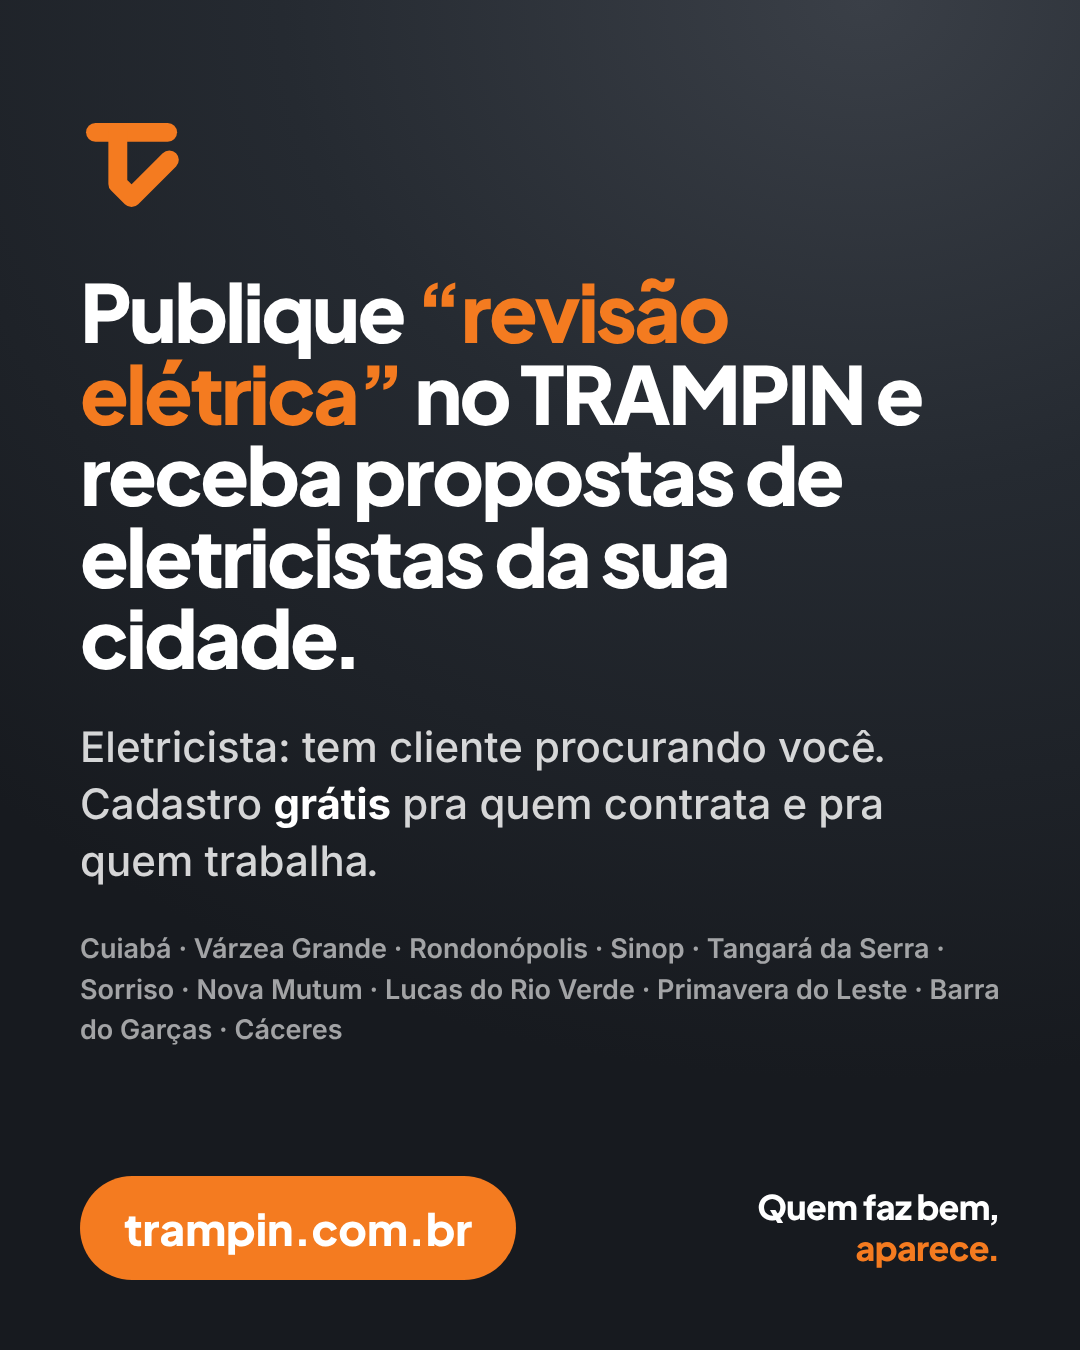 Publique “revisão
elétrica” no TRAMPIN e
receba propostas de
eletricistas da sua
cidade.
Eletricista: tem cliente procurando você.
Cadastro grátis pra quem contrata e pra
quem trabalha.
Cuiabá · Várzea Grande · Rondonópolis · Sinop · Tangará da Serra ·
Sorriso · Nova Mutum · Lucas do Rio Verde · Primavera do Leste · Barra
do Garças · Cáceres
trampin.com.br
Quem faz bem,
aparece.